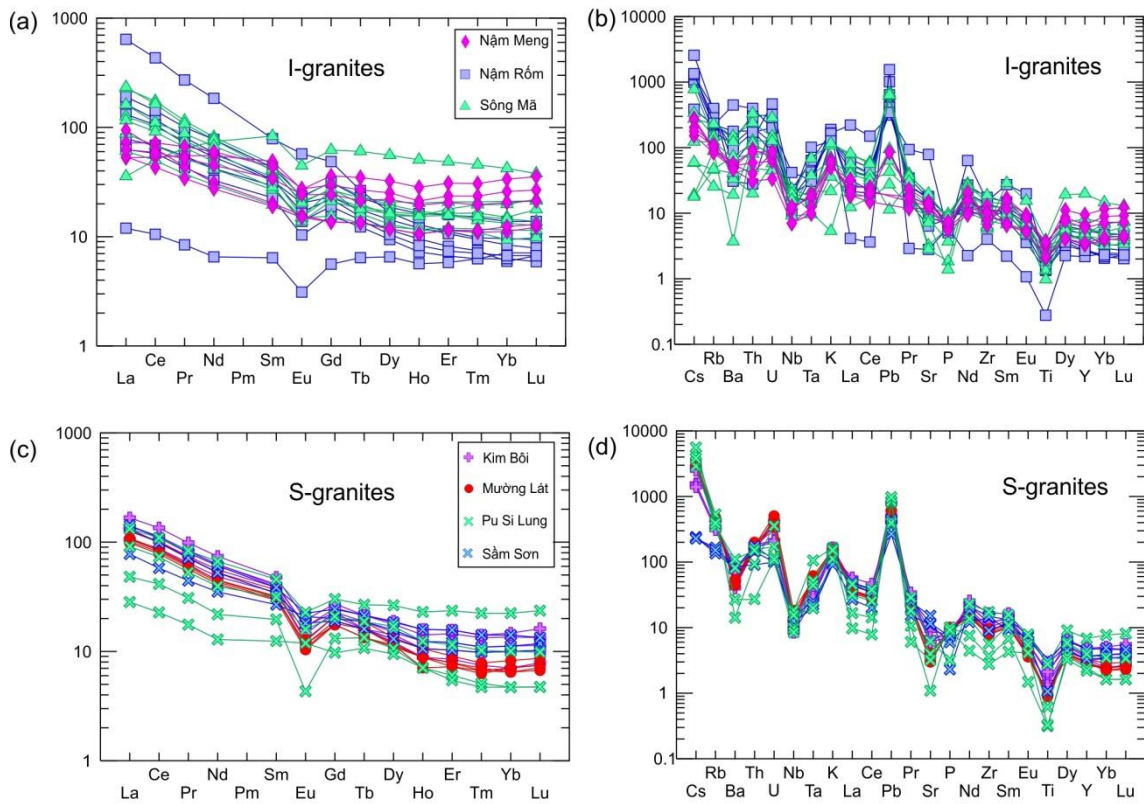 (a)
1000
100
10
1
I-granites
Nậm Meng
Nậm Rốm
Sông Mã
Ce Nd Sm Gd Dy Er Yb
La Pr Pm Eu Tb Ho Tm Lu
(b)
10000
1000
100
10
1
0.1
I-granites
Rb Th Nb K Ce Pr P Zr Eu Dy Yb
Cs Ba U Ta La Pb Sr Nd Sm Ti Y Lu
(c)
1000
100
10
1
S-granites
Kim Bôi
Mường Lát
Pu Si Lung
Sầm Sơn
Ce Nd Sm Gd Dy Er Yb
La Pr Pm Eu Tb Ho Tm Lu
(d)
10000
1000
100
10
1
0.1
S-granites
Rb Th Nb K Ce Pr P Zr Eu Dy Yb
Cs Ba U Ta La Pb Sr Nd Sm Ti Y Lu